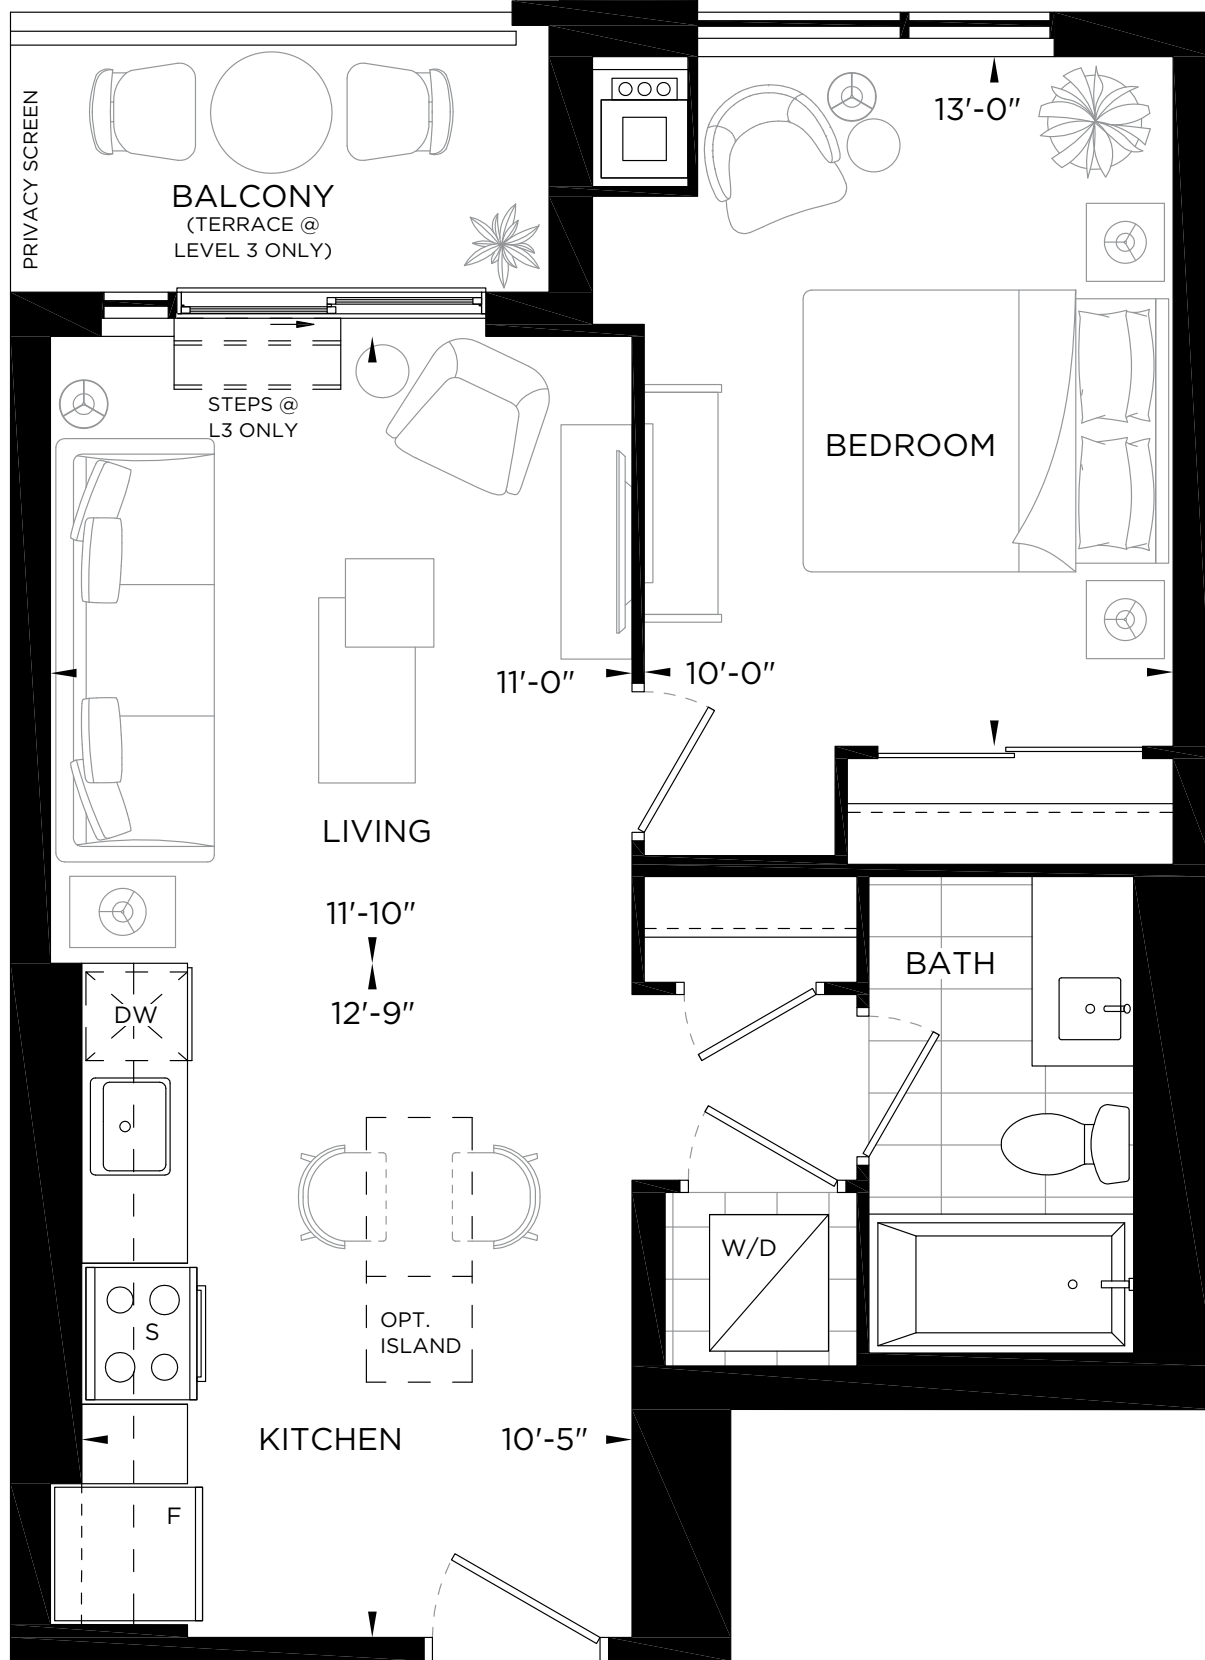 PRIVACY SCREEN
BALCONY
(TERRACE @
LEVEL 3 ONLY)
13'-0"
STEPS @
L3 ONLY
BEDROOM
11'-0"
10'-0"
LIVING
11'-10"
12'-9"
BATH
DW
W/D
S
OPT.
ISLAND
KITCHEN
10'-5"
F